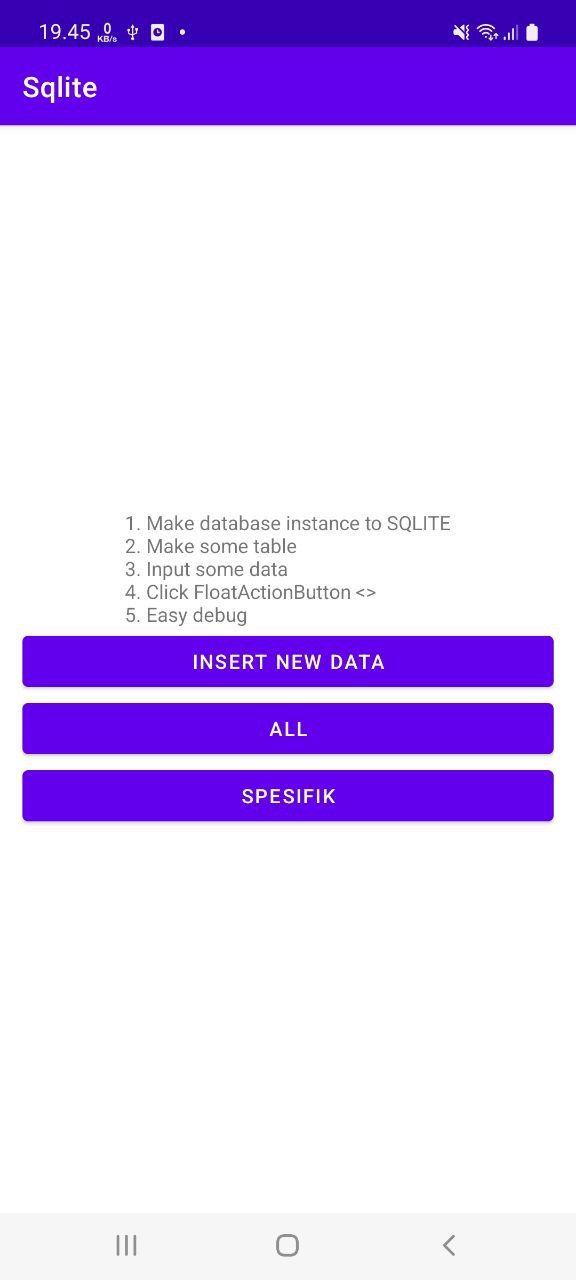 19.45 0 KB/s
Sqlite
1. Make database instance to SQLITE
2. Make some table
3. Input some data
4. Click FloatActionButton <>
5. Easy debug
INSERT NEW DATA
ALL
SPESIFIK